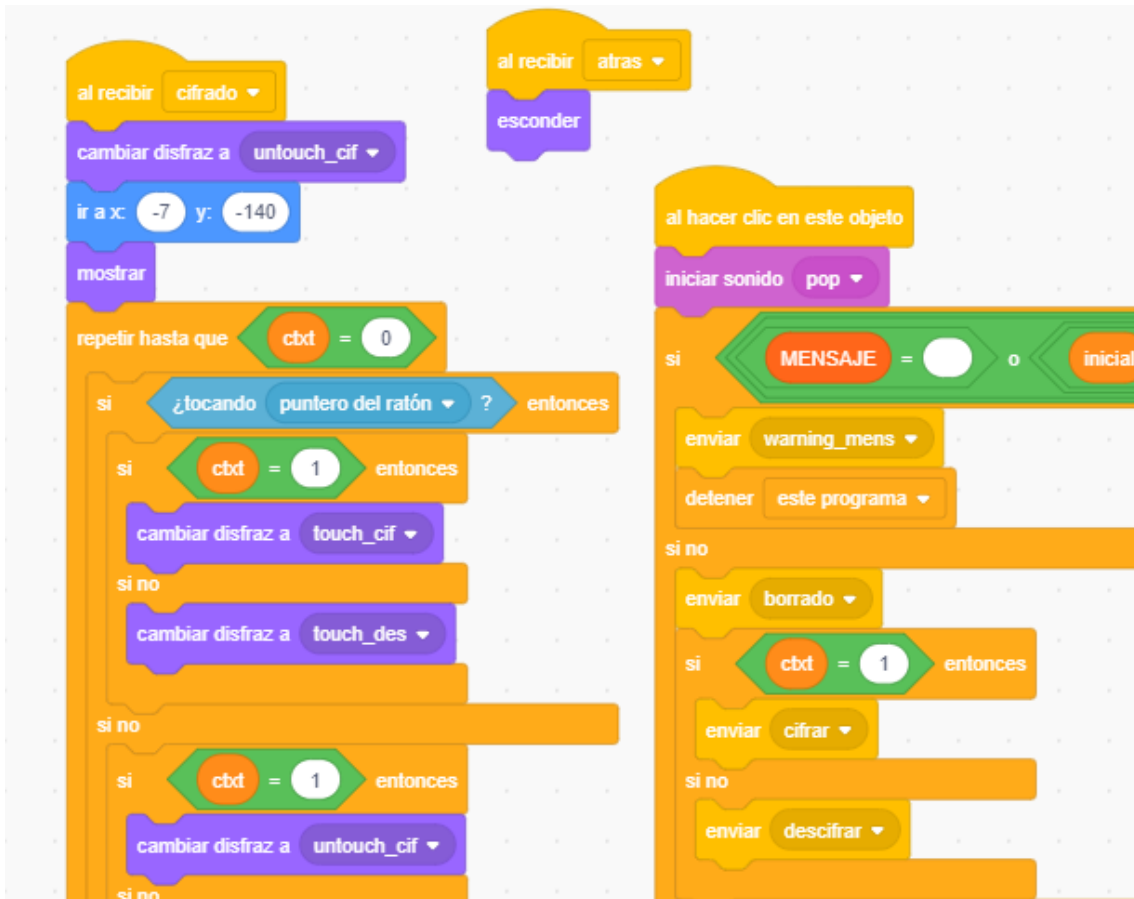 al recibir cifrado
cambiar disfraz a untouch_cif
ir a x: -7 y: -140
mostrar
repetir hasta que ctxt = 0
si ¿tocando puntero del ratón ? entonces
si ctxt = 1 entonces
cambiar disfraz a touch_cif
si no
cambiar disfraz a touch_des
si no
si ctxt = 1 entonces
cambiar disfraz a untouch_cif
si no
al recibir atras
esconder
al hacer clic en este objeto
iniciar sonido pop
si MENSAJE = o inicial
enviar warning_mens
detener este programa
si no
enviar borrado
si ctxt = 1 entonces
enviar cifrar
si no
enviar descifrar